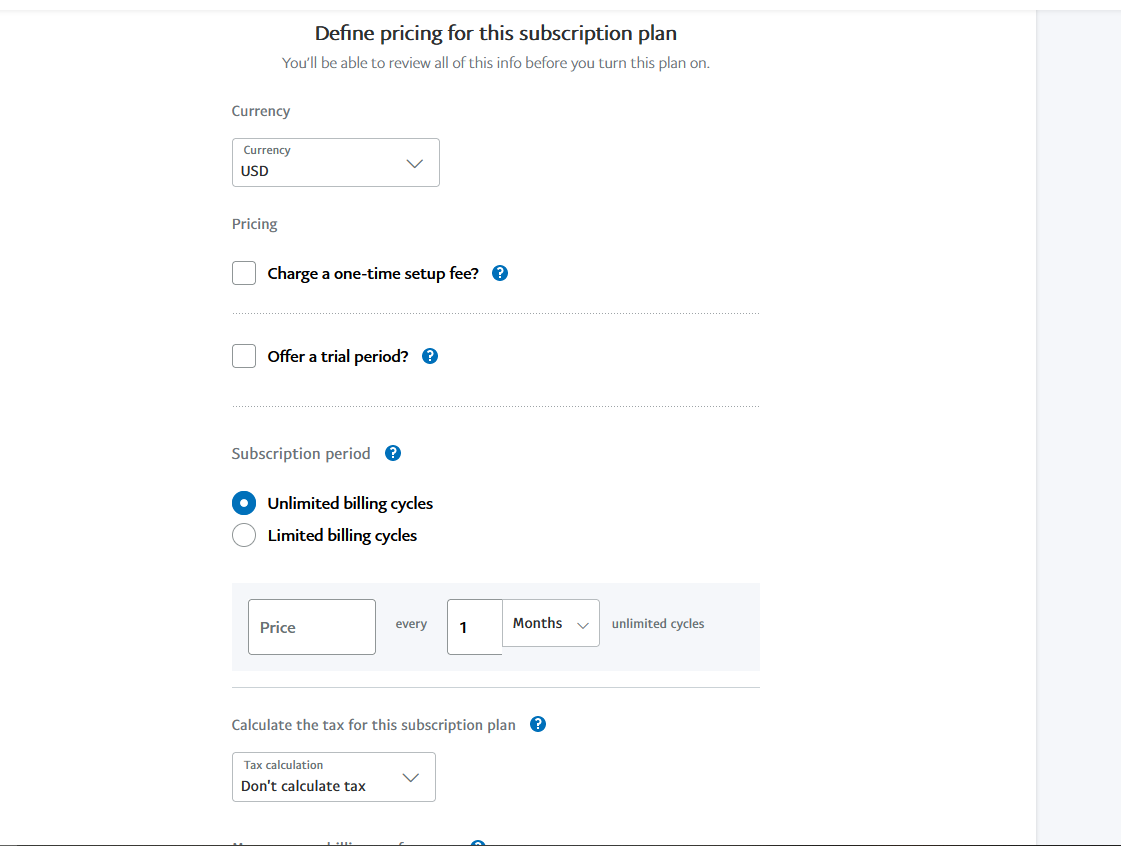 Define pricing for this subscription plan
You'll be able to review all of this info before you turn this plan on.
Currency
Currency
USD
Pricing
Charge a one-time setup fee? ?
Offer a trial period? ?
Subscription period ?
Unlimited billing cycles
Limited billing cycles
Price every 1 Months unlimited cycles
Calculate the tax for this subscription plan ?
Tax calculation
Don't calculate tax